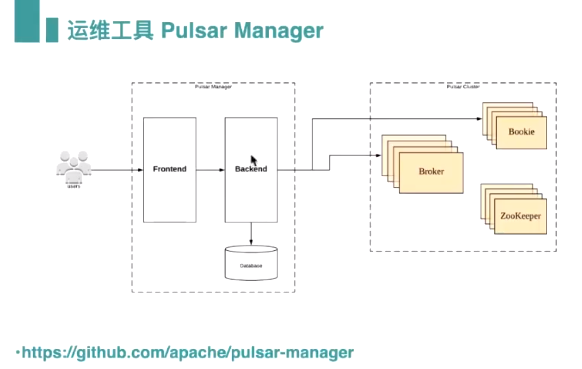 运维工具 Pulsar Manager
Pulsar Manager
Pulsar Cluster
Users
Frontend
Backend
Database
Bookie
Broker
ZooKeeper
·https://github.com/apache/pulsar-manager